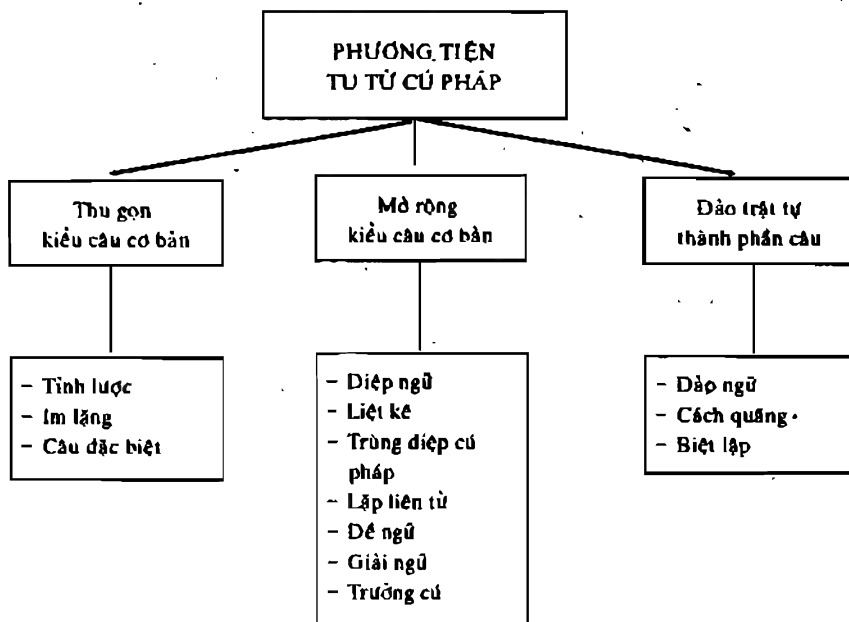 PHƯƠNG TIỆN
TU TỪ CÚ PHÁP
Thu gọn
kiểu câu cơ bản
Mở rộng
kiểu câu cơ bản
Đảo trật tự
thành phần câu
– Tỉnh lược
– Im lặng
– Câu đặc biệt
– Điệp ngữ
– Liệt kê
– Trùng điệp cú
pháp
– Lặp liên từ
– Đề ngữ
– Giải ngữ
– Trường cú
– Đảo ngữ
– Cách quãng
– Biệt lập